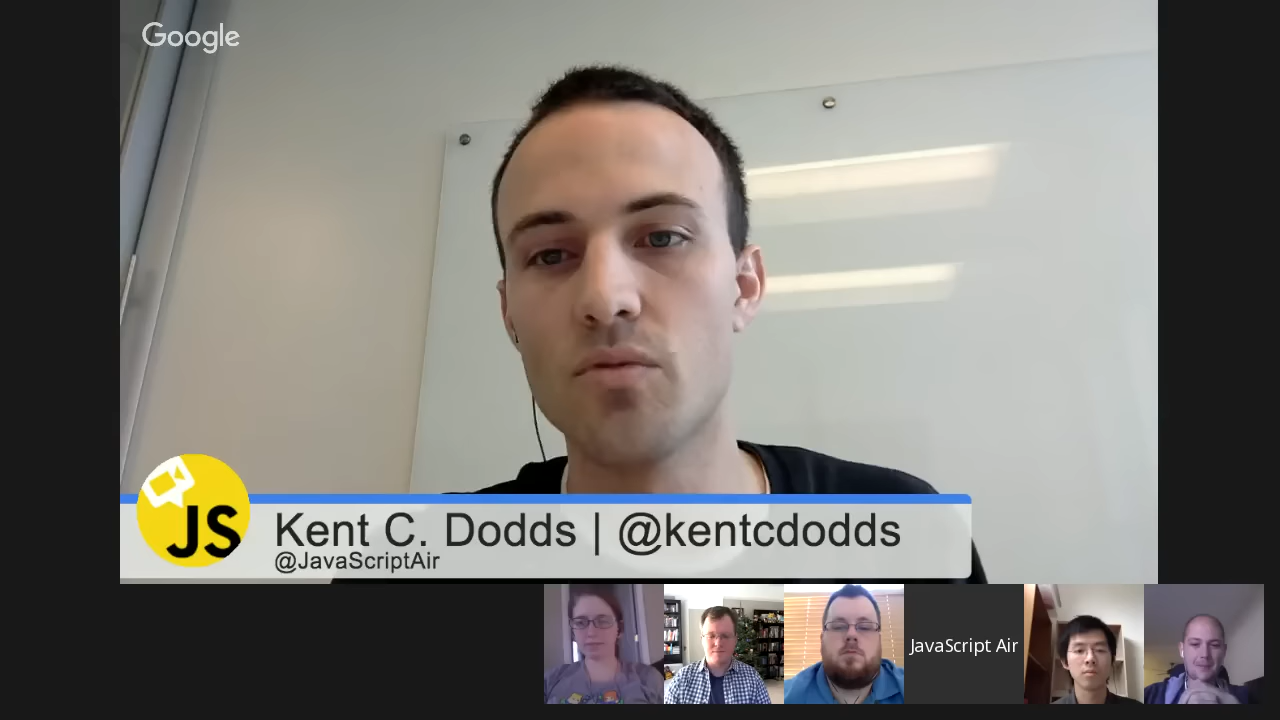 Google
JS
Kent C. Dodds | @kentcdodds
@JavaScriptAir
JavaScript Air